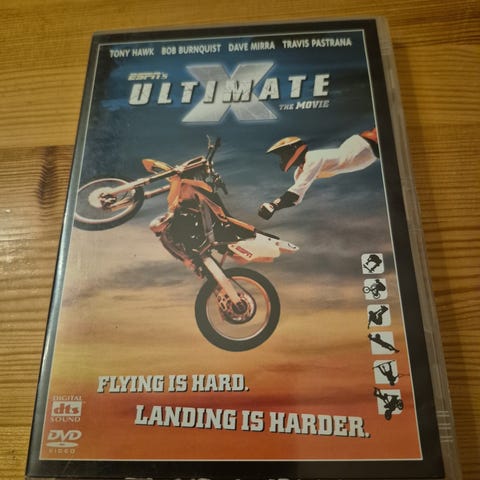 TONY HAWK BOB BURNQUIST DAVE MIRRA TRAVIS PASTRANA
ESPN's
ULTIMATE
X
THE MOVIE
FLYING IS HARD.
LANDING IS HARDER.
DIGITAL
dts
SOUND
DVD
VIDEO